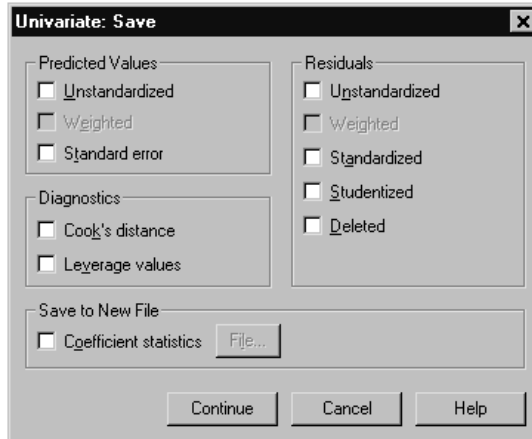 Univariate: Save
Predicted Values
Unstandardized
Weighted
Standard error
Diagnostics
Cook's distance
Leverage values
Residuals
Unstandardized
Weighted
Standardized
Studentized
Deleted
Save to New File
Coefficient statistics
File...
Continue
Cancel
Help